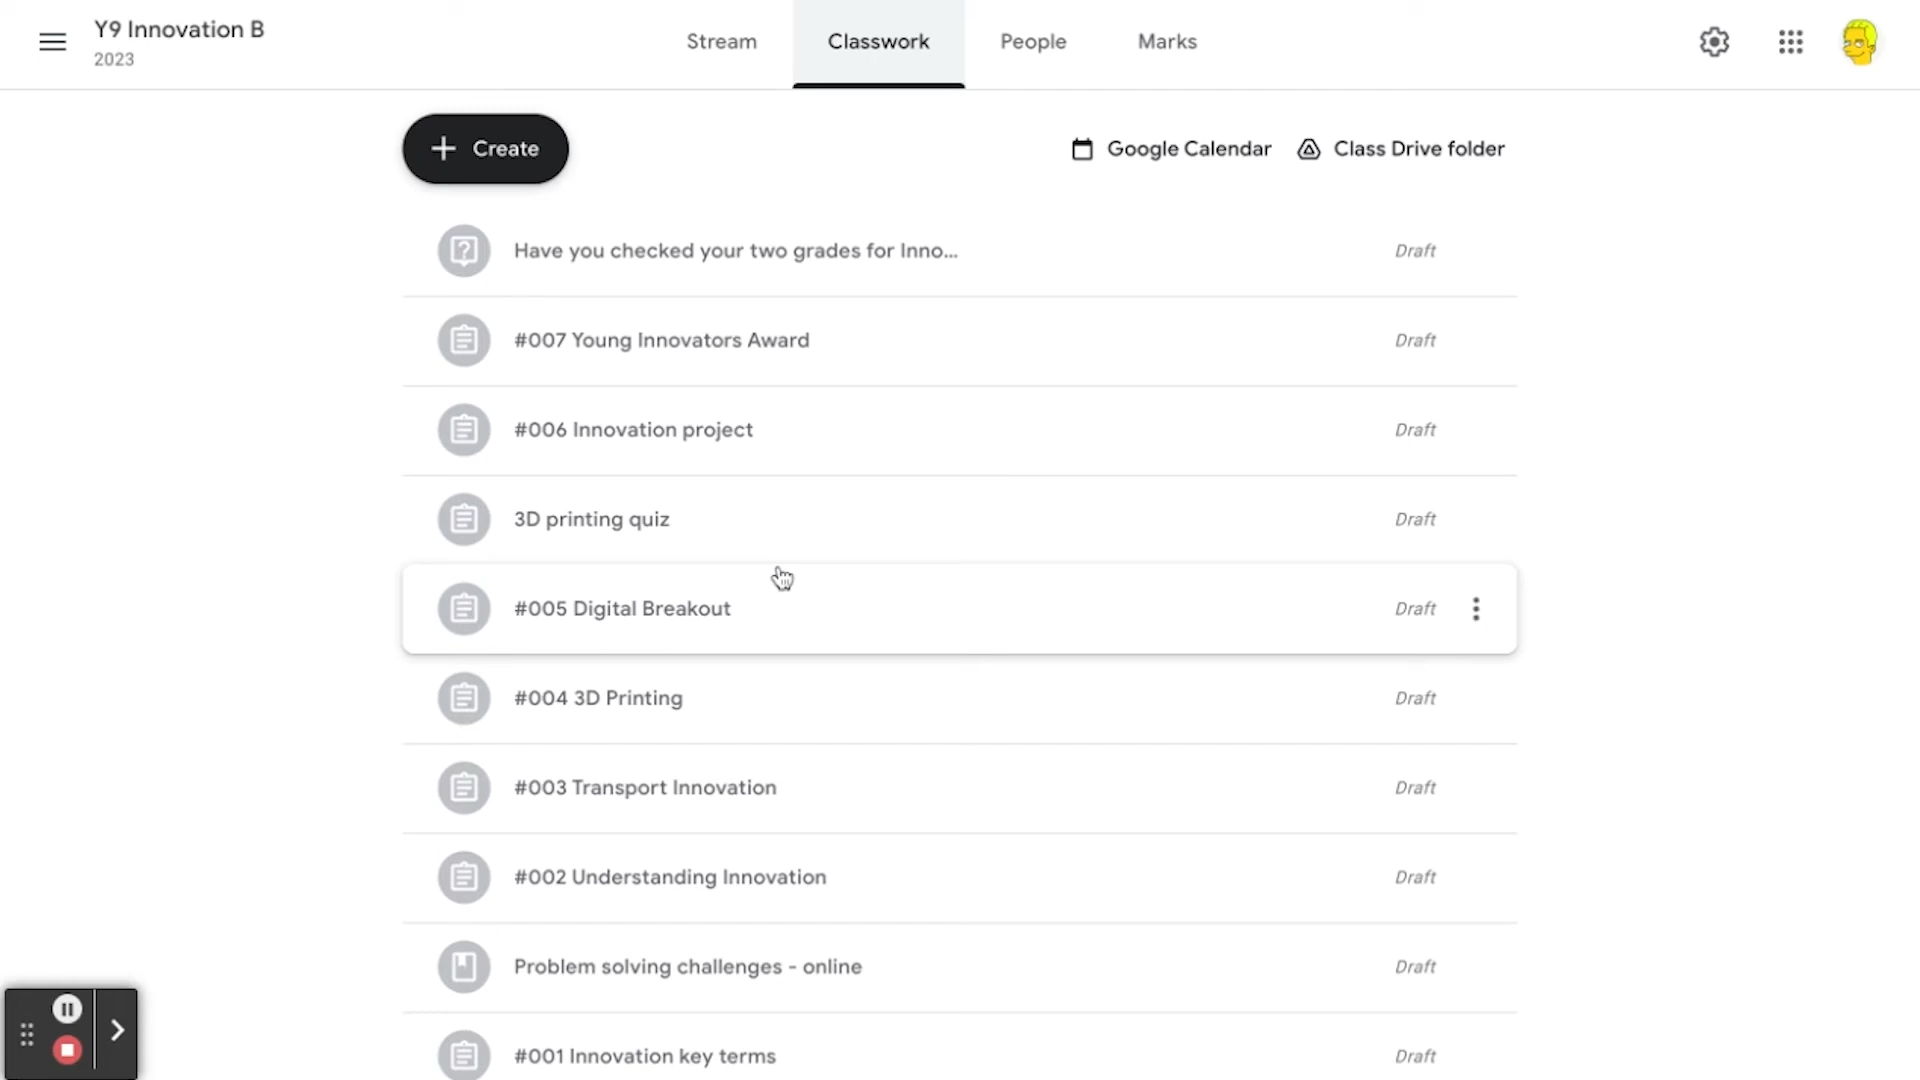 Y9 Innovation B
2023
Stream
Classwork
People
Marks
Create
Google Calendar
Class Drive folder
Have you checked your two grades for Inno...
Draft
#007 Young Innovators Award
Draft
#006 Innovation project
Draft
3D printing quiz
Draft
#005 Digital Breakout
Draft
#004 3D Printing
Draft
#003 Transport Innovation
Draft
#002 Understanding Innovation
Draft
Problem solving challenges - online
Draft
#001 Innovation key terms
Draft